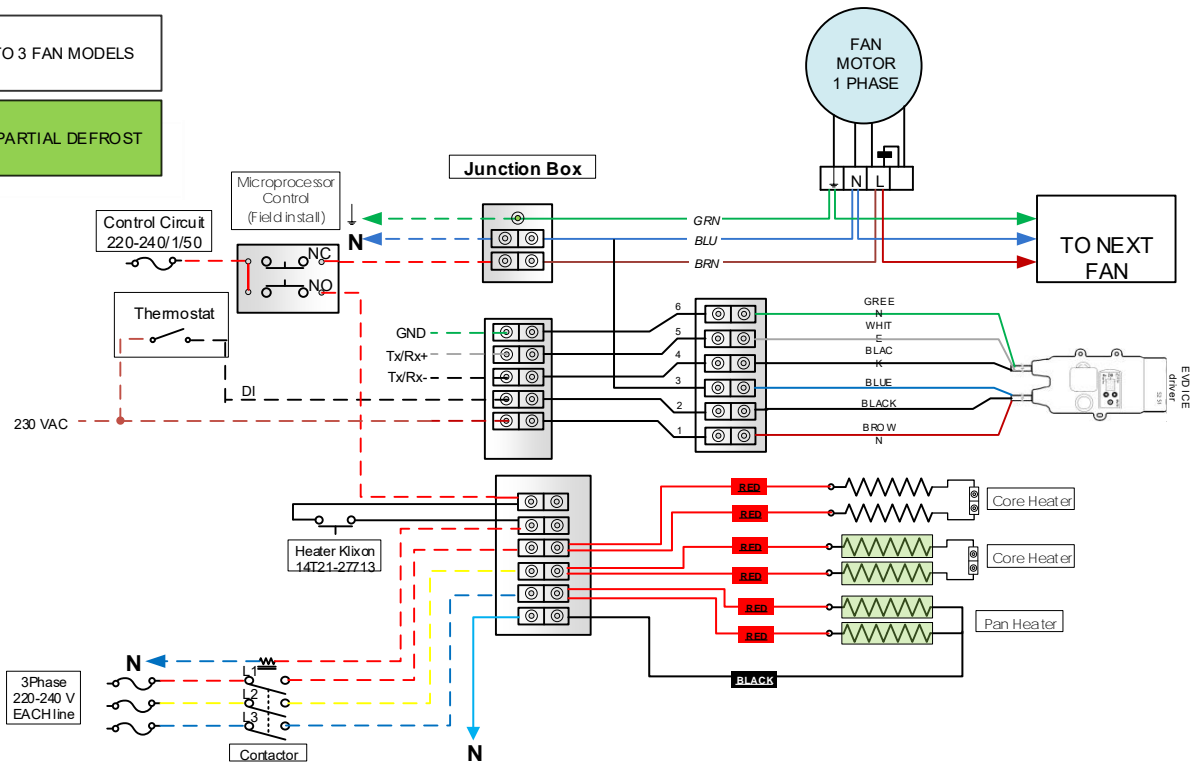 TO 3 FAN MODELS
PARTIAL DEFROST
FAN
MOTOR
1 PHASE
Junction Box
Microprocessor
Control
(Field install)
Control Circuit
220-240/1/50
N
NC
NO
GRN
BLU
BRN
N
L
TO NEXT
FAN
Thermostat
GND
Tx/Rx+
Tx/Rx-
DI
230 VAC
6
5
4
3
2
1
GREE
N
WHIT
E
BLAC
K
BLUE
BLACK
BROW
N
EVD ICE
driver
RED
RED
RED
RED
RED
RED
Core Heater
Core Heater
Pan Heater
Heater Klixon
14T21-27713
BLACK
N
L1
L2
L3
3Phase
220-240 V
EACH line
Contactor
N